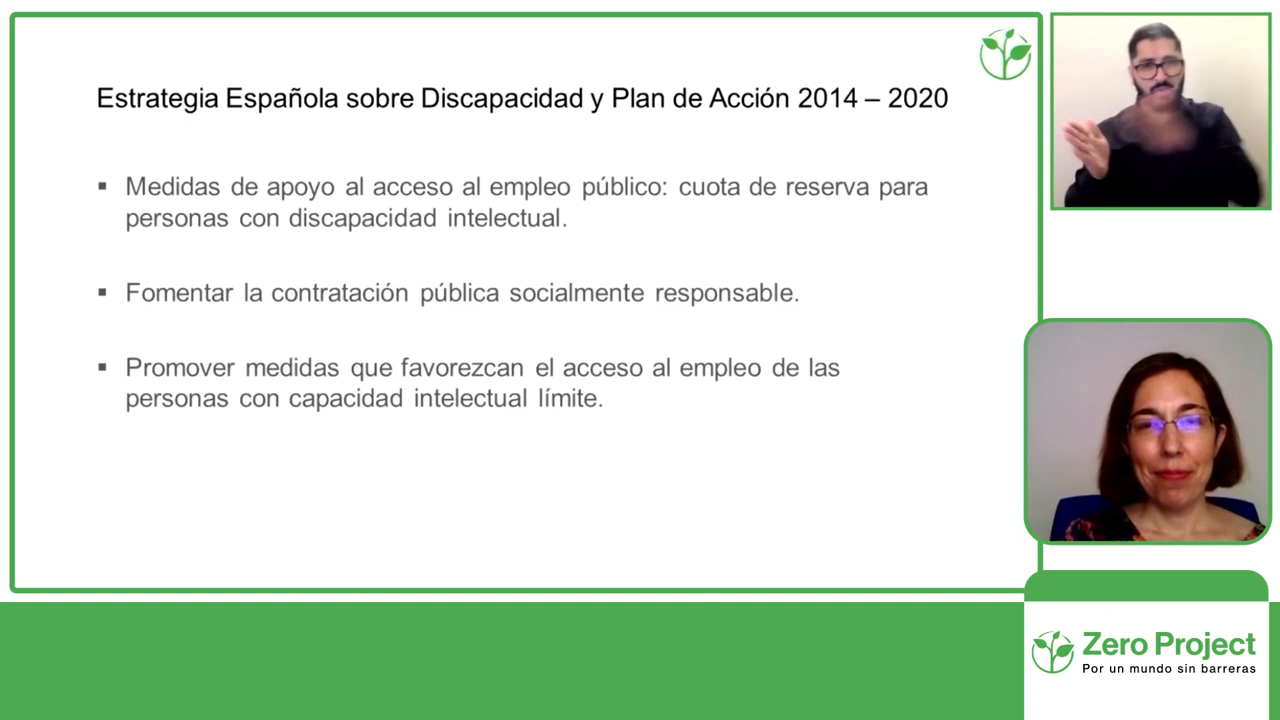 Estrategia Española sobre Discapacidad y Plan de Acción 2014 – 2020
▪ Medidas de apoyo al acceso al empleo público: cuota de reserva para
personas con discapacidad intelectual.
▪ Fomentar la contratación pública socialmente responsable.
▪ Promover medidas que favorezcan el acceso al empleo de las
personas con capacidad intelectual límite.
Zero Project
Por un mundo sin barreras